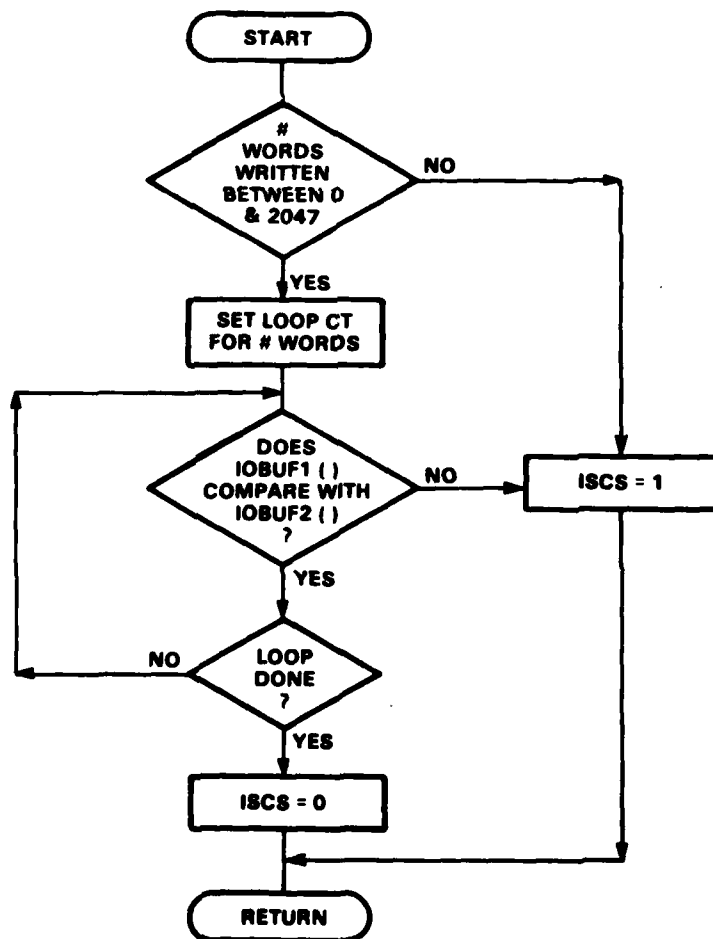 START
#
WORDS
WRITTEN
BETWEEN 0
& 2047
NO
YES
SET LOOP CT
FOR # WORDS
DOES
IOBUF1 ( )
COMPARE WITH
IOBUF2 ( )
?
NO
ISCS = 1
YES
LOOP
DONE
?
NO
YES
ISCS = 0
RETURN